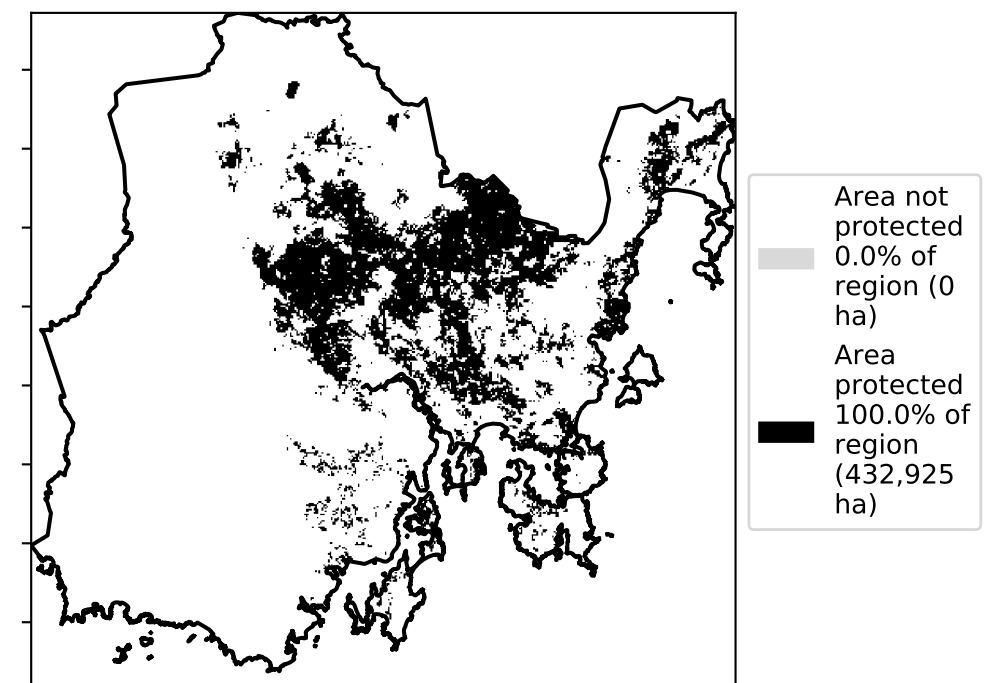 Area not
protected
0.0% of
region (0
ha)
Area
protected
100.0% of
region
(432,925
ha)